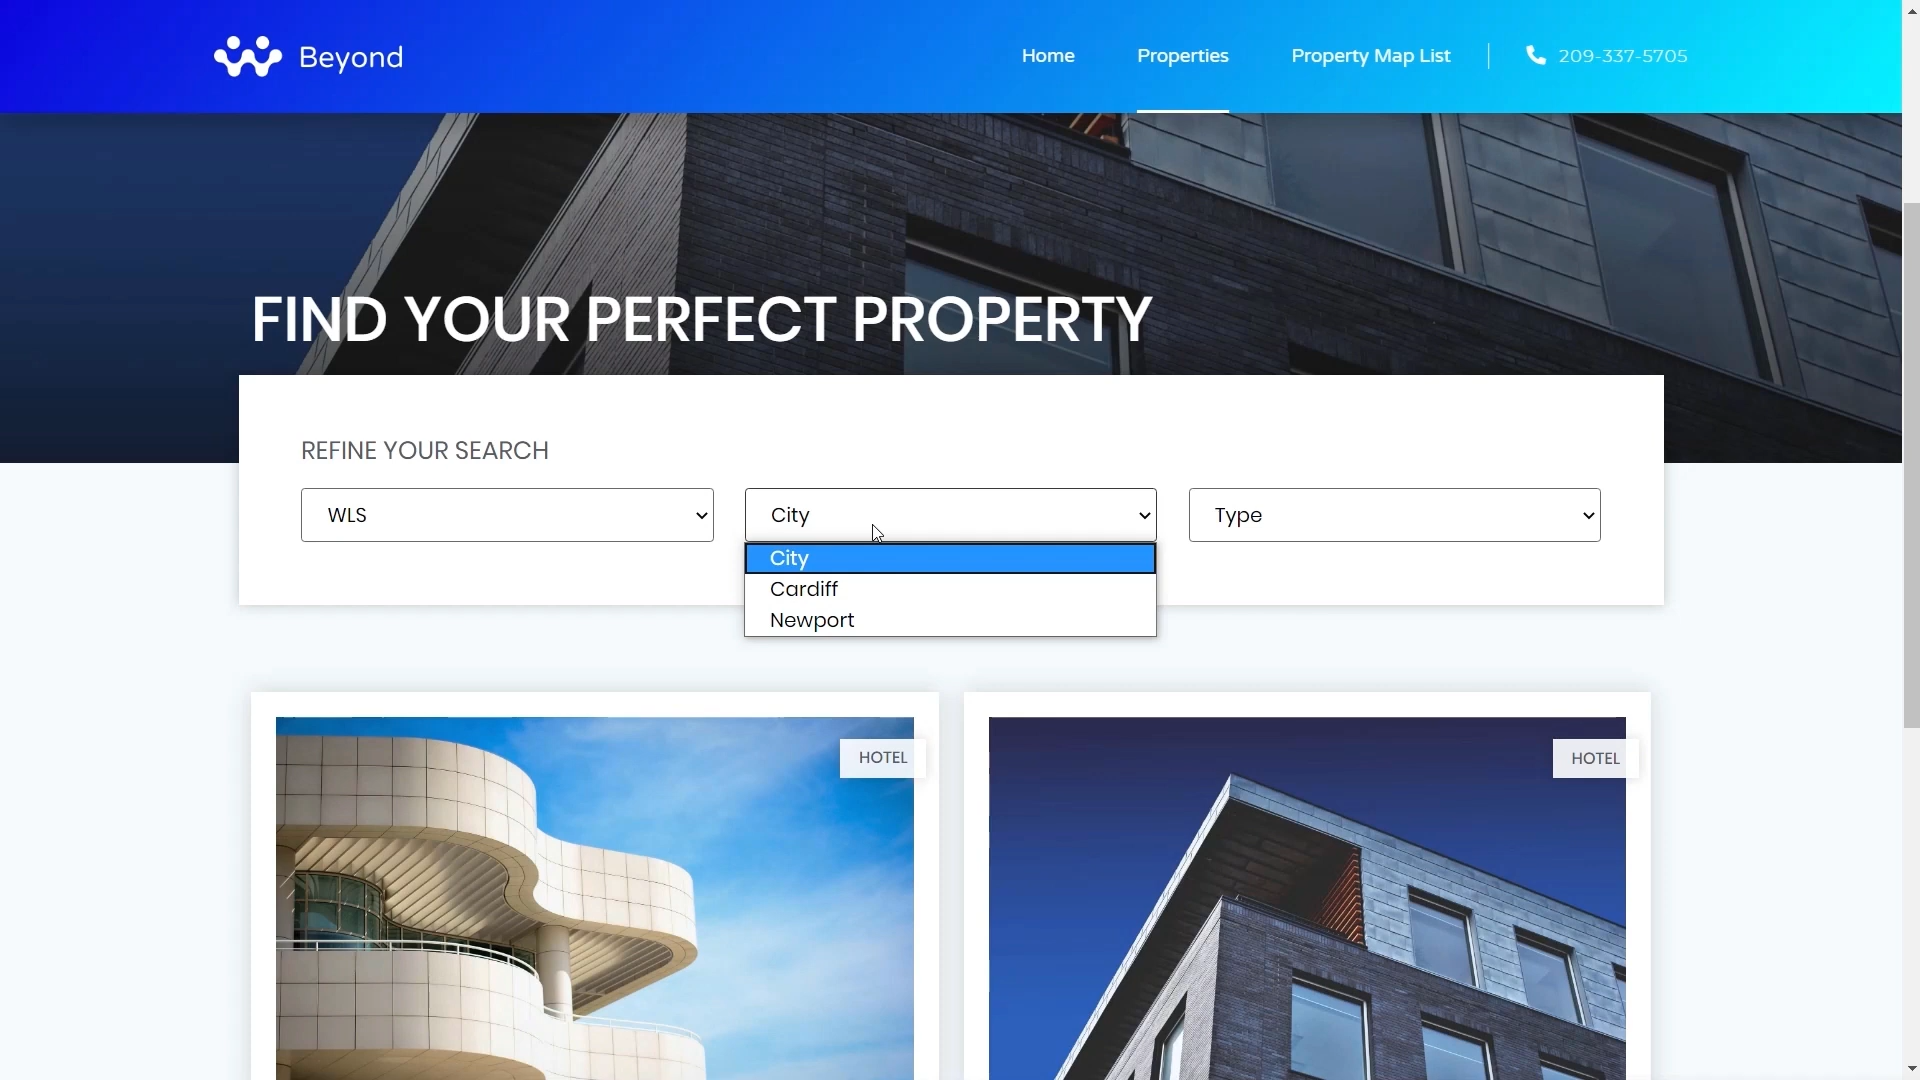 Beyond
Home
Properties
Property Map List
209-337-5705
FIND YOUR PERFECT PROPERTY
REFINE YOUR SEARCH
WLS
City
Type
City
Cardiff
Newport
HOTEL
HOTEL